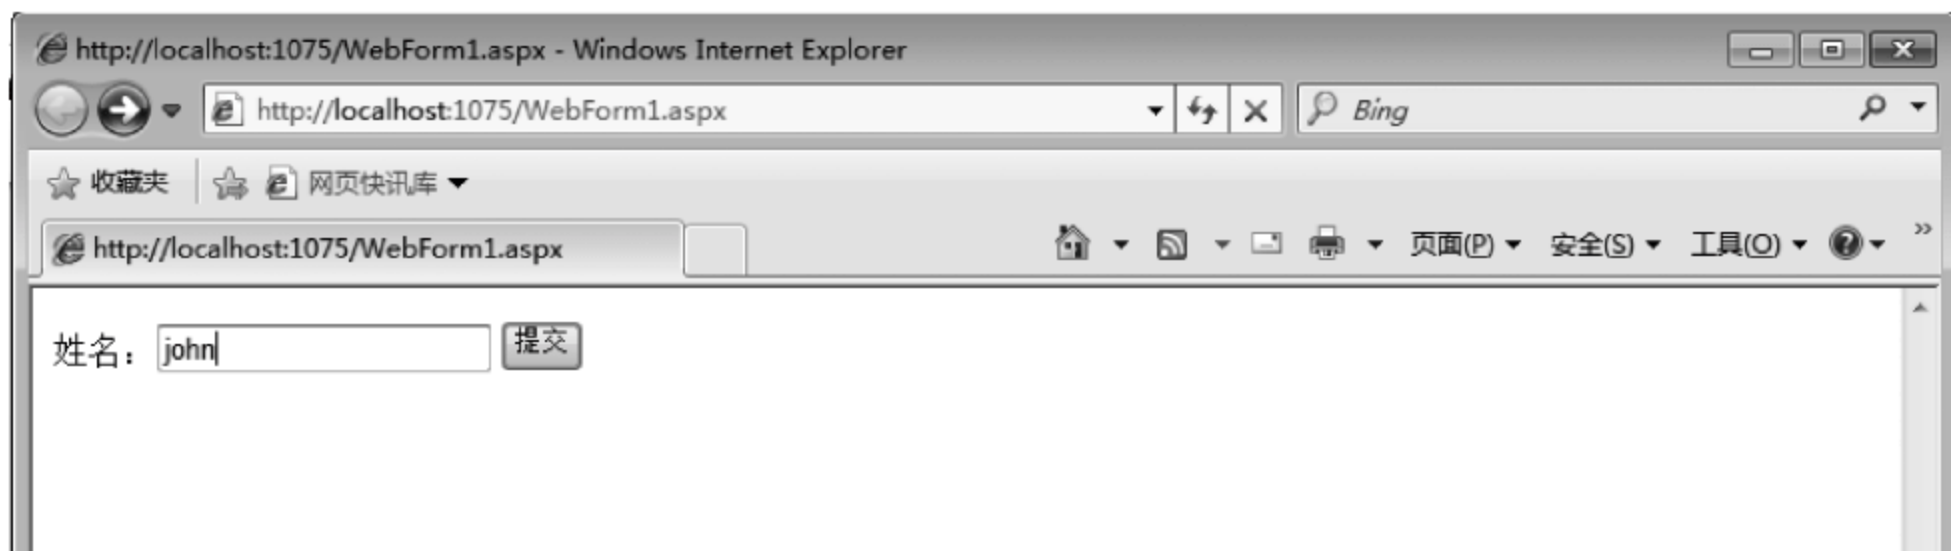 http://localhost:1075/WebForm1.aspx - Windows Internet Explorer
http://localhost:1075/WebForm1.aspx
Bing
收藏夹
网页快讯库
http://localhost:1075/WebForm1.aspx
页面(P)
安全(S)
工具(O)
姓名：john
提交